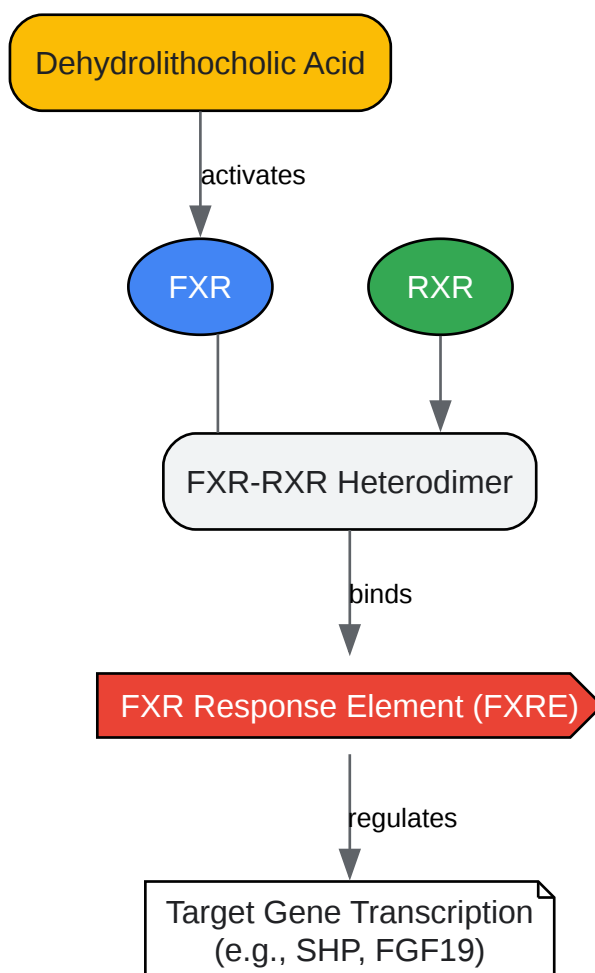 Dehydrolithocholic Acid
activates
FXR
RXR
FXR-RXR Heterodimer
binds
FXR Response Element (FXRE)
regulates
Target Gene Transcription
(e.g., SHP, FGF19)